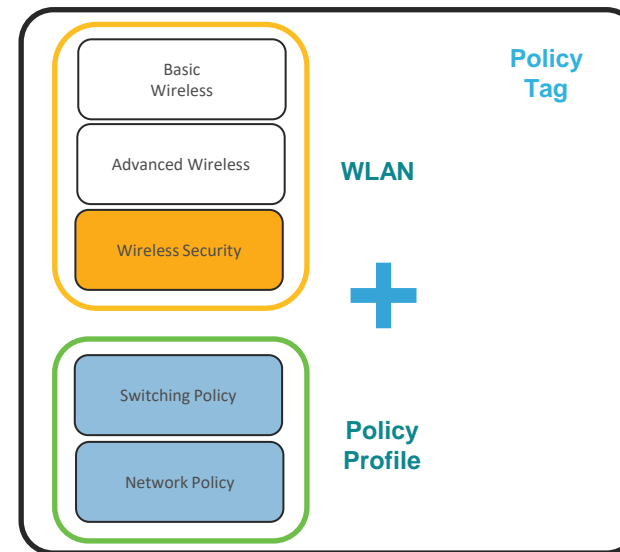 Basic
Wireless
Policy
Tag
Advanced Wireless
WLAN
Wireless Security
Switching Policy
Policy
Profile
Network Policy